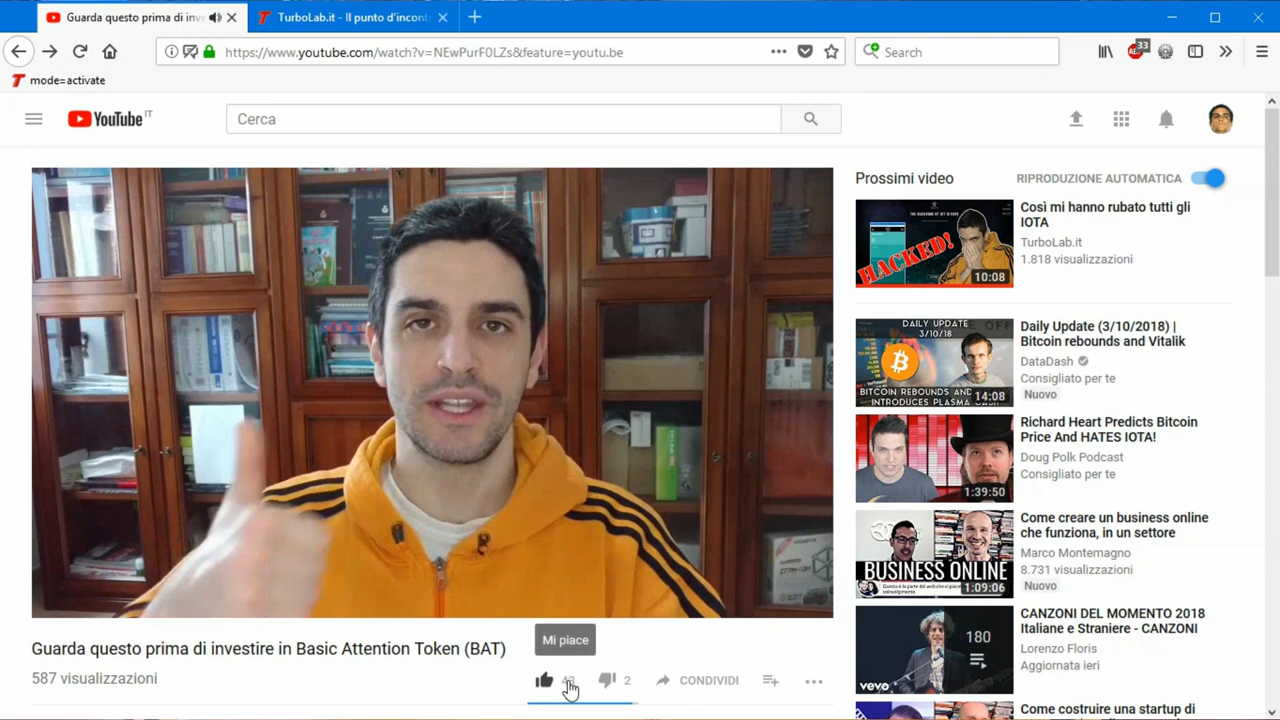 Guarda questo prima di inve
TurboLab.it - Il punto d'incont
https://www.youtube.com/watch?v=NEwPurF0LZs&feature=youtu.be
Search
33
mode=activate
YouTube IT
Cerca
Guarda questo prima di investire in Basic Attention Token (BAT)
587 visualizzazioni
Mi piace
2
CONDIVIDI
Prossimi video
RIPRODUZIONE AUTOMATICA
HACKED!
10:08
Così mi hanno rubato tutti gli
IOTA
TurboLab.it
1.818 visualizzazioni
DAILY UPDATE
3/10/18
BITCOIN REBOUNDS AND
INTRODUCES PLASMA CASH
14:08
Daily Update (3/10/2018) |
Bitcoin rebounds and Vitalik
DataDash
Consigliato per te
Nuovo
1:39:50
Richard Heart Predicts Bitcoin
Price And HATES IOTA!
Doug Polk Podcast
Consigliato per te
BUSINESS ONLINE
1:09:06
Come creare un business online
che funziona, in un settore
Marco Montemagno
8.731 visualizzazioni
Nuovo
180
vevo
CANZONI DEL MOMENTO 2018
Italiane e Straniere - CANZONI
Lorenzo Floris
Aggiornata ieri
Come costruire una startup di